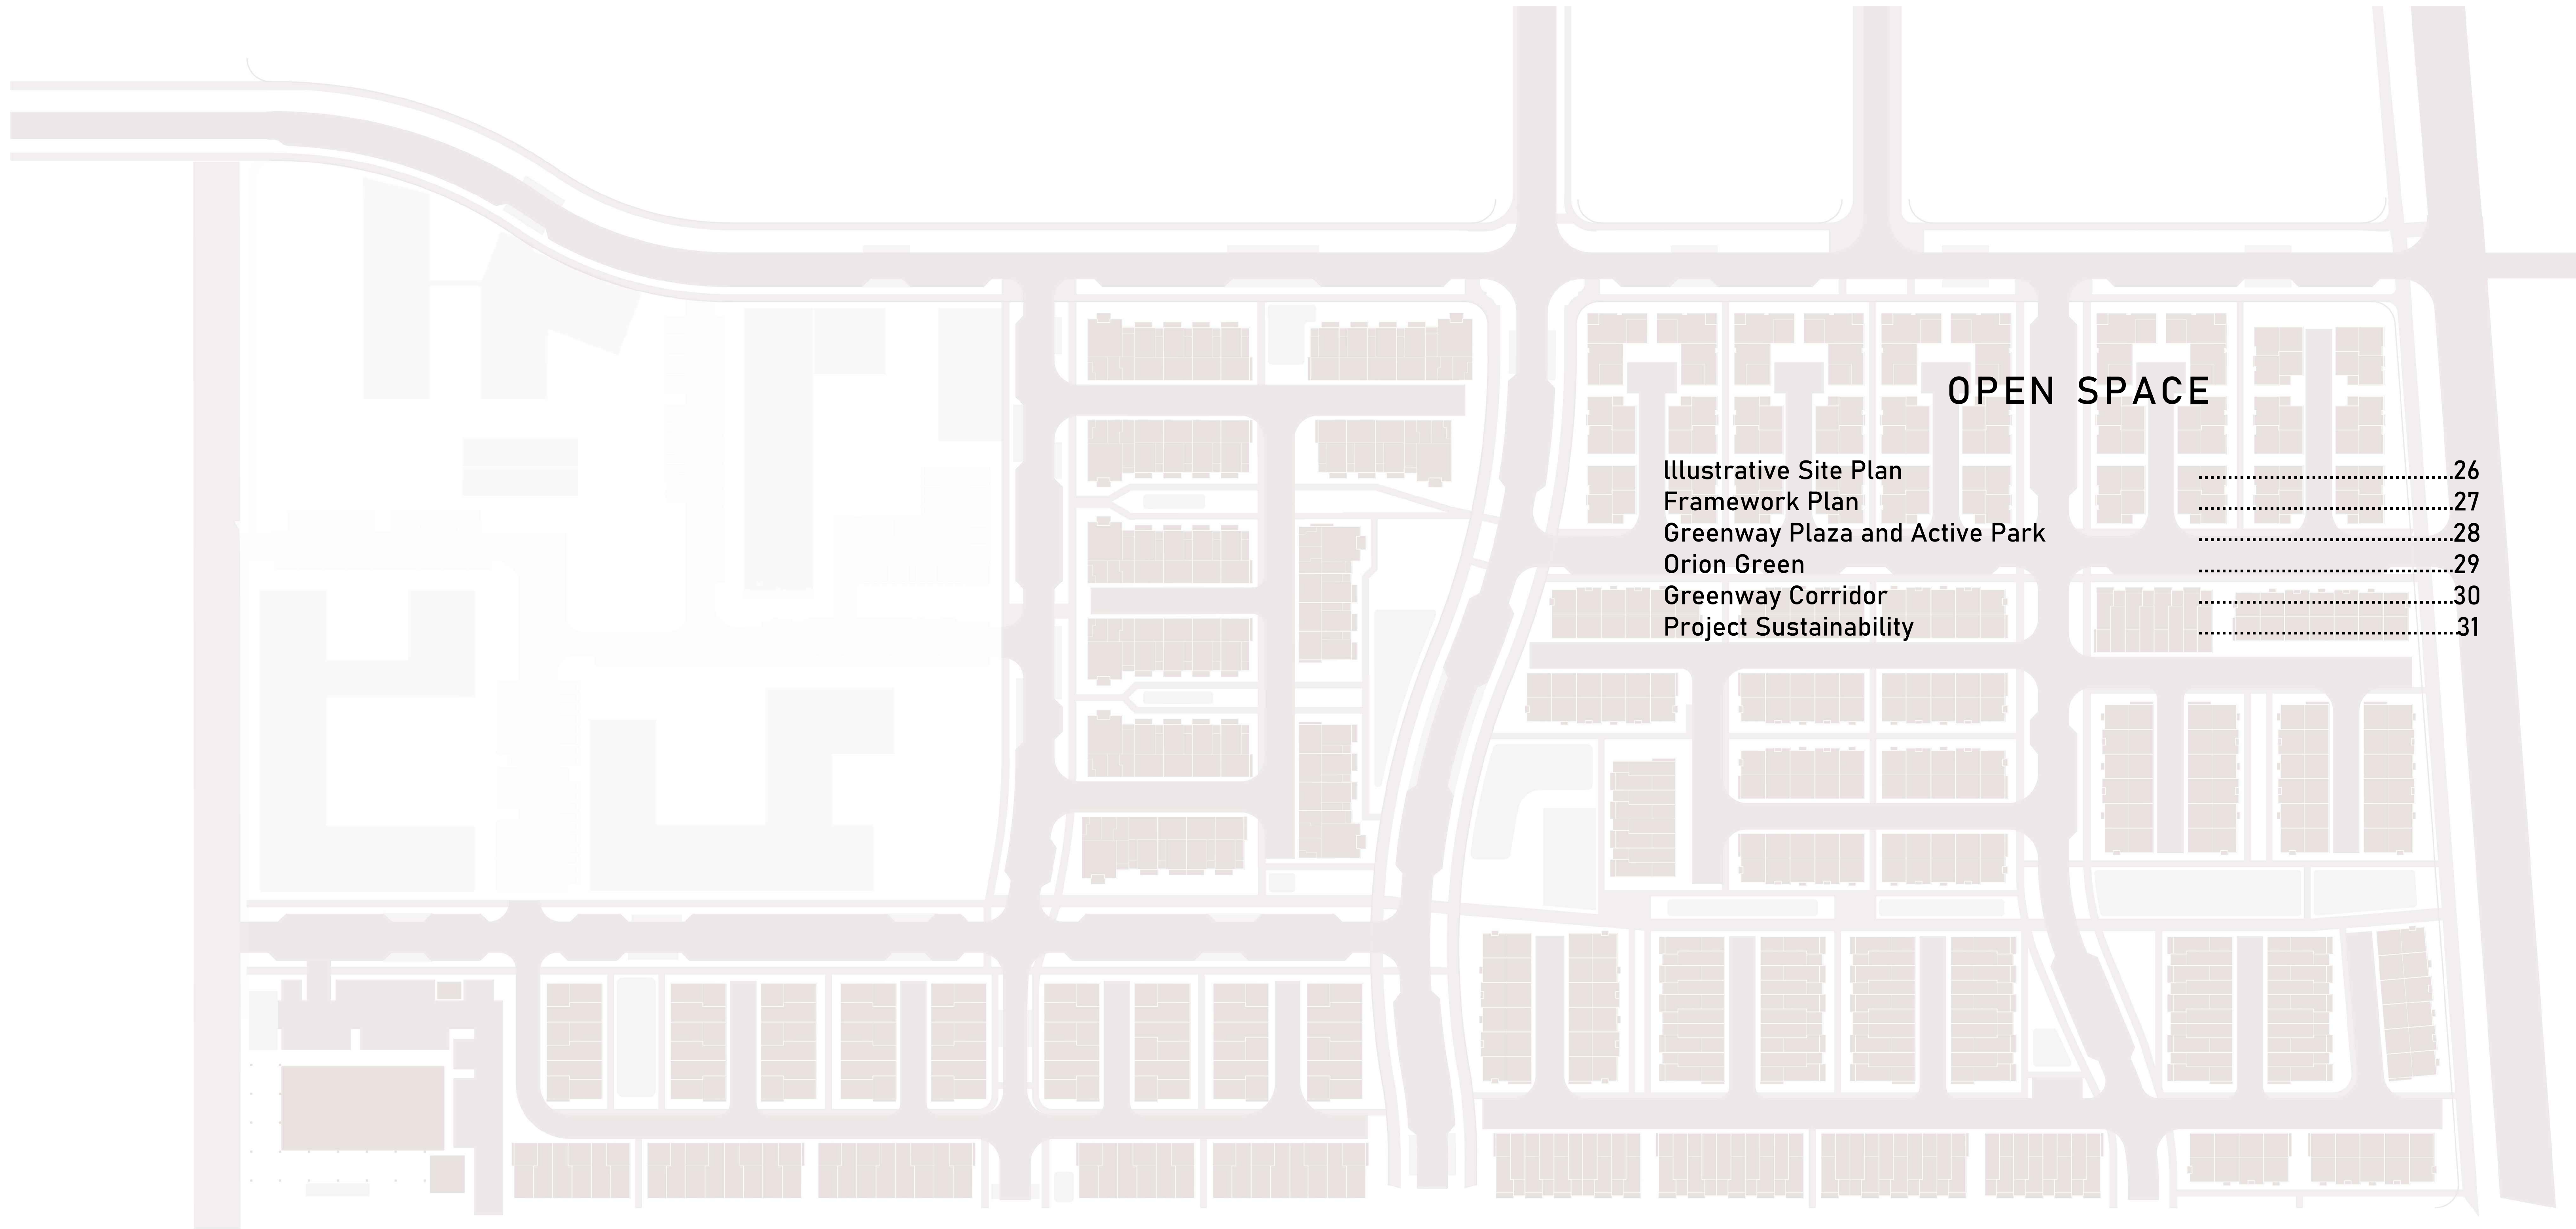 OPEN SPACE
lllustrative Site Plan ............................................26
Framework Plan ............................................27
Greenway Plaza and Active Park ............................................28
Orion Green ............................................29
Greenway Corridor ............................................30
Project Sustainability ............................................31